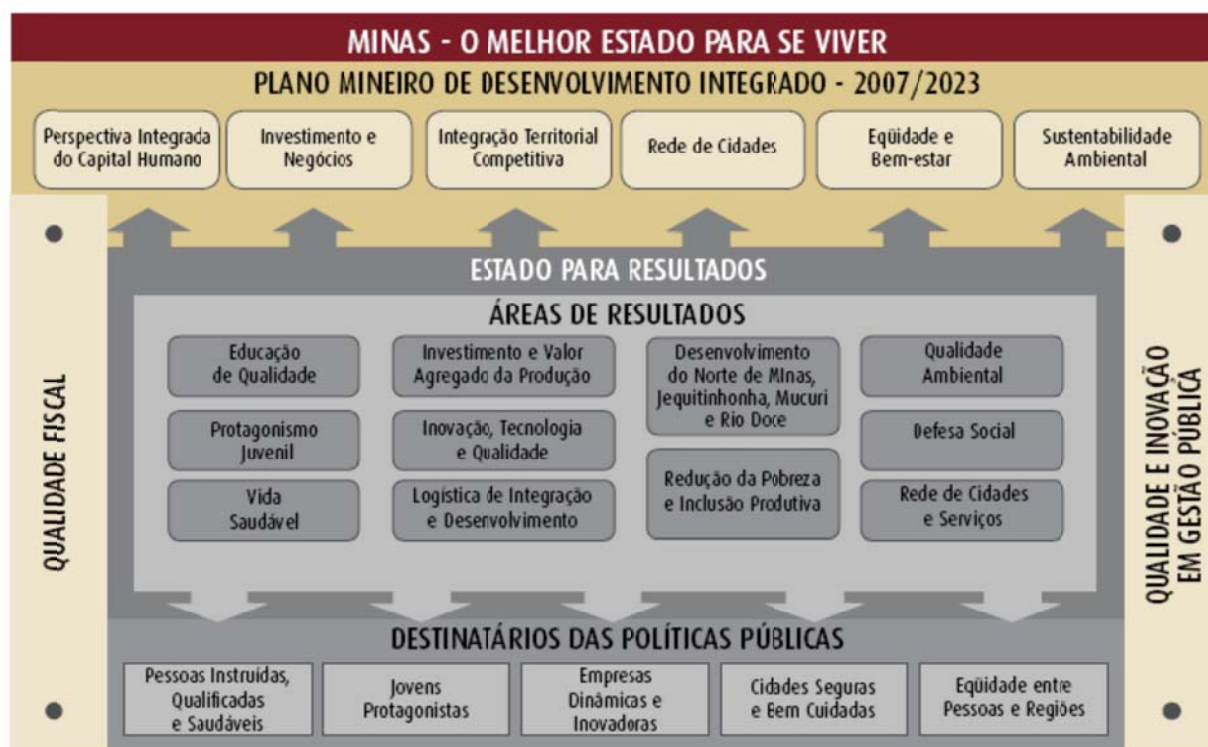 MINAS - O MELHOR ESTADO PARA SE VIVER
PLANO MINEIRO DE DESENVOLVIMENTO INTEGRADO - 2007/2023
Perspectiva Integrada
do Capital Humano
Investimento e
Negócios
Integração Territorial
Competitiva
Rede de Cidades
Eqüidade e
Bem-estar
Sustentabilidade
Ambiental
QUALIDADE FISCAL
ESTADO PARA RESULTADOS
ÁREAS DE RESULTADOS
Educação
de Qualidade
Protagonismo
Juvenil
Vida
Saudável
Investimento e Valor
Agregado da Produção
Inovação, Tecnologia
e Qualidade
Logística de Integração
e Desenvolvimento
Desenvolvimento
do Norte de Minas,
Jequitinhonha, Mucuri
e Rio Doce
Redução da Pobreza
e Inclusão Produtiva
Qualidade
Ambiental
Defesa Social
Rede de Cidades
e Serviços
QUALIDADE E INOVAÇÃO
EM GESTÃO PÚBLICA
DESTINATÁRIOS DAS POLÍTICAS PÚBLICAS
Pessoas Instruídas,
Qualificadas
e Saudáveis
Jovens
Protagonistas
Empresas
Dinâmicas e
Inovadoras
Cidades Seguras
e Bem Cuidadas
Eqüidade entre
Pessoas e Regiões